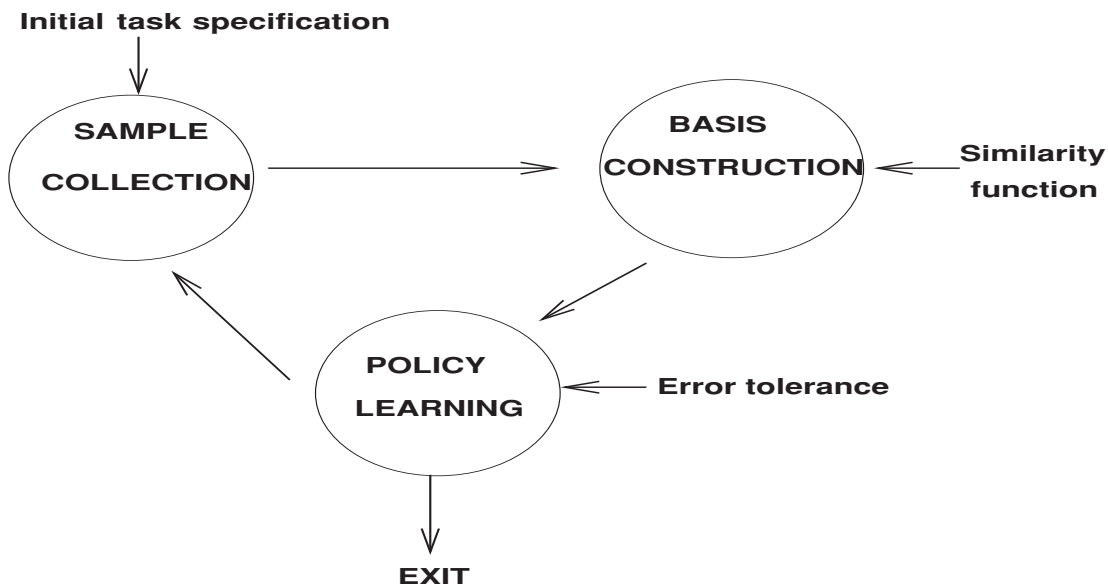 Initial task specification
SAMPLE
COLLECTION
BASIS
CONSTRUCTION
Similarity
function
POLICY
LEARNING
Error tolerance
EXIT